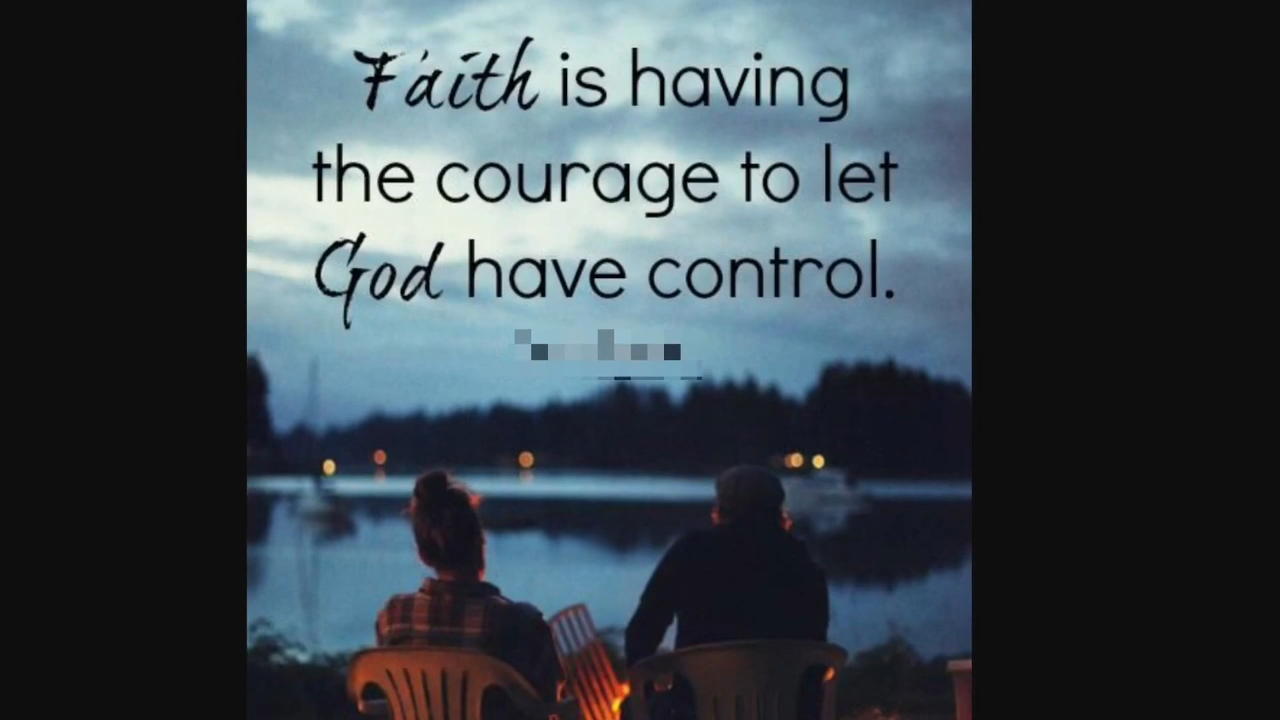 Faith is having
the courage to let
God have control.